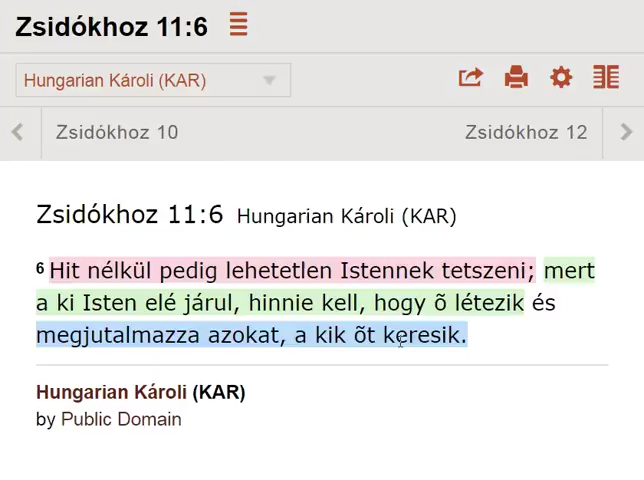 Zsidókhoz 11:6
Hungarian Károli (KAR)
Zsidókhoz 10
Zsidókhoz 12
Zsidókhoz 11:6 Hungarian Károli (KAR)
6 Hit nélkül pedig lehetetlen Istennek tetszeni; mert
a ki Isten elé járul, hinnie kell, hogy õ létezik és
megjutalmazza azokat, a kik õt keresik.
Hungarian Károli (KAR)
by Public Domain